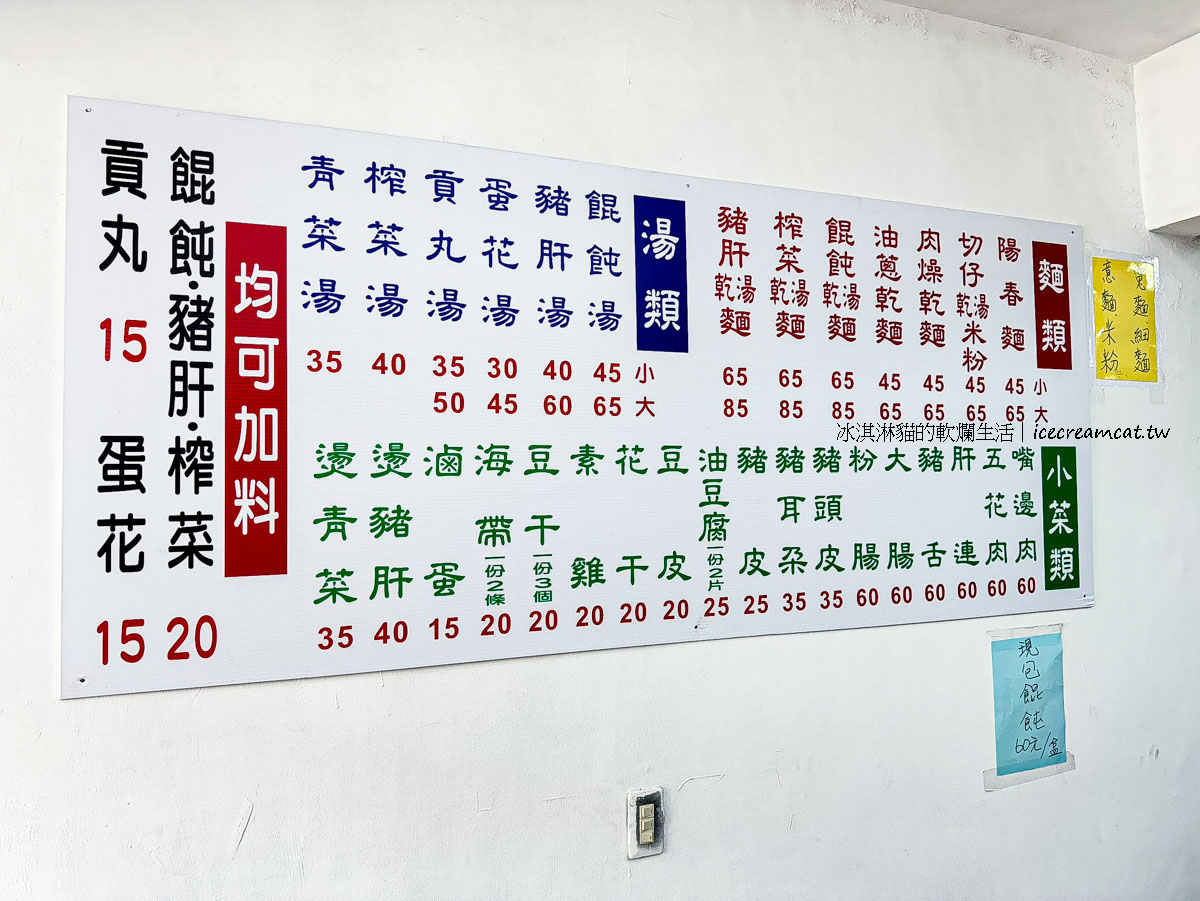 麵類
陽春麵 小45 大65
切仔乾湯米粉 45 65
肉燥乾麵 45 65
油蔥乾麵 45 65
餛飩乾湯麵 65 85
榨菜乾湯麵 65 85
豬肝乾湯麵 65 85
湯類
餛飩湯 小45 大65
豬肝湯 40 60
蛋花湯 30 45
貢丸湯 35 50
榨菜湯 40
青菜湯 35
小菜類
嘴邊肉 60
五花肉 60
肝連 60
豬舌 60
大腸 60
粉腸 60
豬頭皮 35
豬耳朵 35
豬皮 25
油豆腐一份2片 25
豆皮 20
花干 20
素雞 20
豆干一份3個 20
海帶一份2條 20
滷蛋 15
燙豬肝 40
燙青菜 35
均可加料
餛飩·豬肝·榨菜 20
貢丸 15 蛋花 15
麵 細麵
意麵 米粉
現包餛飩
60元/盒
冰淇淋貓的軟爛生活｜icecreamcat.tw